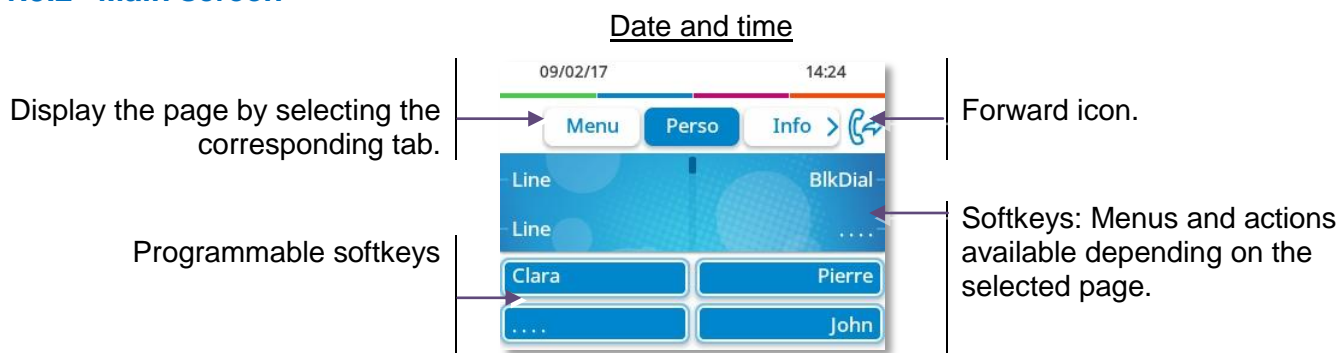 Main Screen
Date and time
09/02/17 14:24
Display the page by selecting the
corresponding tab.
Menu Perso Info
Forward icon.
Line BlkDial
Line ....
Softkeys: Menus and actions
available depending on the
selected page.
Programmable softkeys
Clara Pierre
.... John